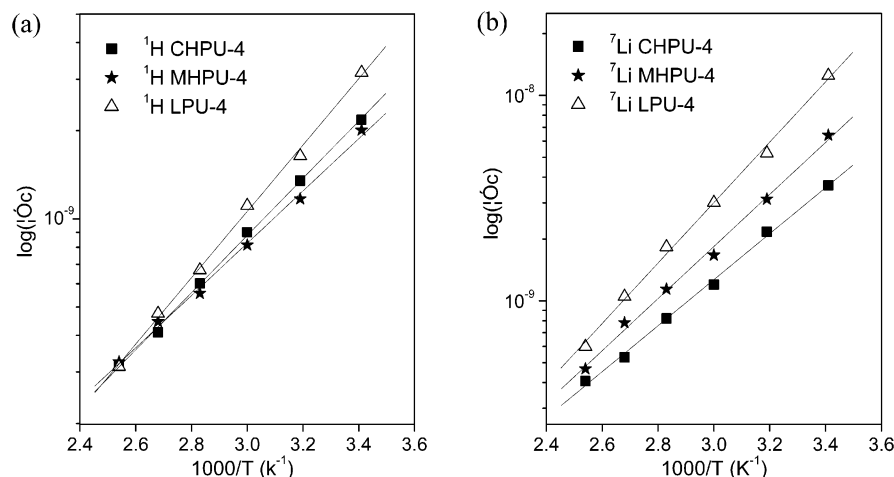 (a)
¹H CHPU-4
¹H MHPU-4
¹H LPU-4
log(¦Óc)
10⁻⁹
2.4 2.6 2.8 3.0 3.2 3.4 3.6
1000/T (k⁻¹)
(b)
⁷Li CHPU-4
⁷Li MHPU-4
⁷Li LPU-4
log(¦Óc)
10⁻⁸
10⁻⁹
2.4 2.6 2.8 3.0 3.2 3.4 3.6
1000/T (K⁻¹)